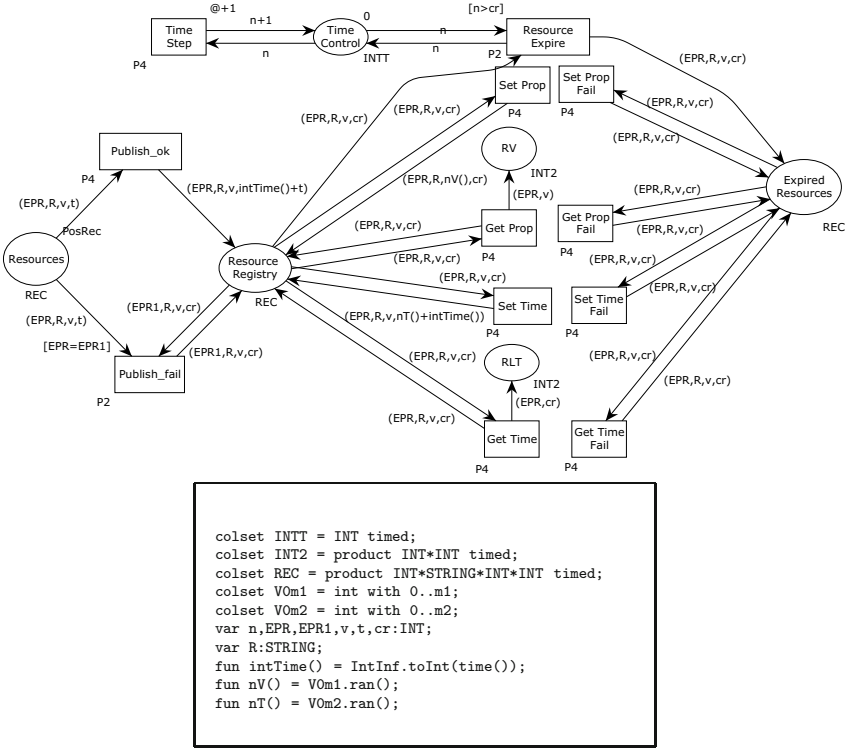 @+1
0
[n>cr]
Time
Step
n+1
n
Time
Control
n
n
Resource
Expire
P4
INTT
P2
(EPR,R,v,cr)
Set Prop
Set Prop
Fail
(EPR,R,v,cr)
(EPR,R,v,cr)
(EPR,R,v,cr)
P4
P4
(EPR,R,v,cr)
Publish_ok
RV
P4
INT2
(EPR,R,v,intTime()+t)
(EPR,R,nV(),cr)
(EPR,v)
Expired
Resources
REC
(EPR,R,v,t)
PosRec
(EPR,R,v,cr)
Get Prop
Get Prop
Fail
(EPR,R,v,cr)
(EPR,R,v,cr)
P4
P4
Resources
REC
Resource
Registry
REC
(EPR,R,v,cr)
(EPR,R,v,cr)
(EPR,R,v,cr)
Set Time
Set Time
Fail
(EPR,R,v,cr)
P4
P4
(EPR,R,v,t)
(EPR1,R,v,cr)
(EPR,R,v,nT()+intTime())
[EPR=EPR1]
(EPR1,R,v,cr)
Publish_fail
P2
(EPR,R,v,cr)
RLT
INT2
(EPR,R,v,cr)
(EPR,R,v,cr)
(EPR,cr)
(EPR,R,v,cr)
Get Time
Get Time
Fail
P4
P4
colset INTT = INT timed;
colset INT2 = product INT*INT timed;
colset REC = product INT*STRING*INT*INT timed;
colset VOm1 = int with 0..m1;
colset VOm2 = int with 0..m2;
var n,EPR,EPR1,v,t,cr:INT;
var R:STRING;
fun intTime() = IntInf.toInt(time());
fun nV() = VOm1.ran();
fun nT() = VOm2.ran();